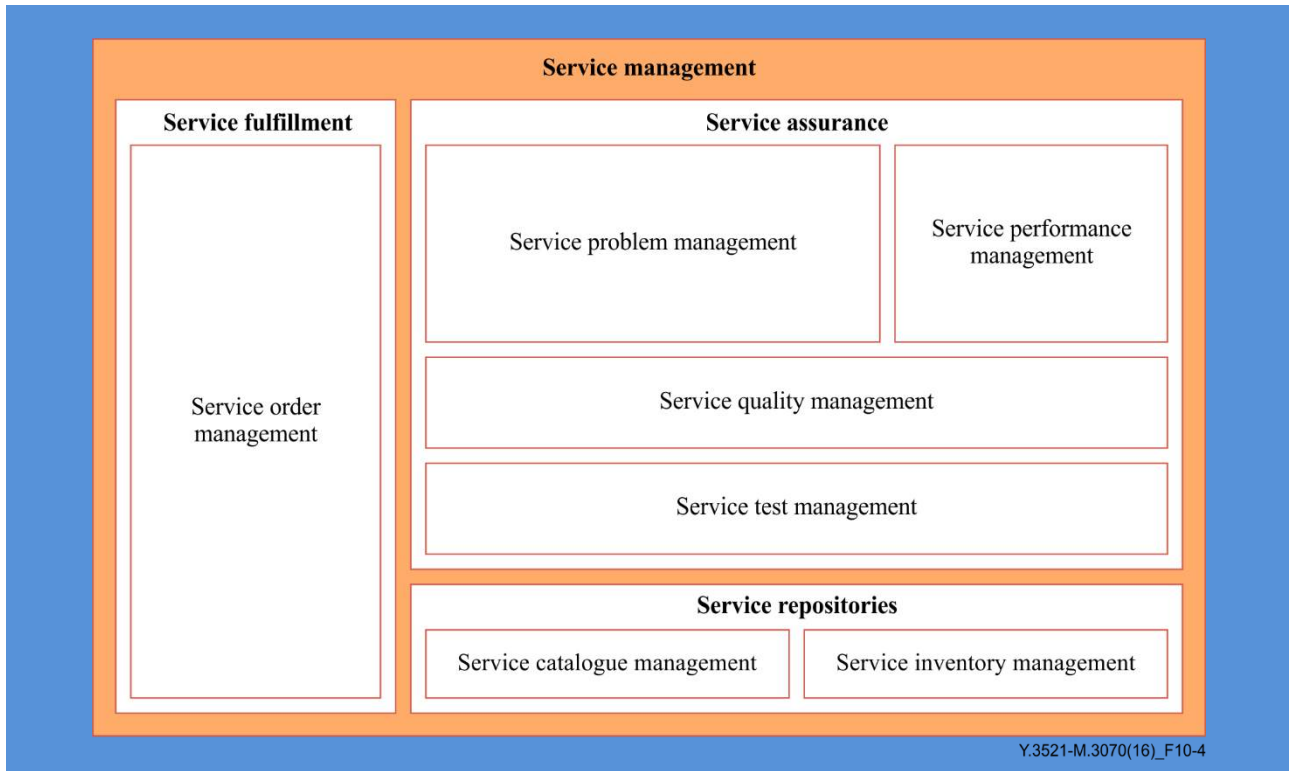 Service management
Service fulfillment
Service order
management
Service assurance
Service problem management
Service performance
management
Service quality management
Service test management
Service repositories
Service catalogue management
Service inventory management
Y.3521-M.3070(16)_F10-4